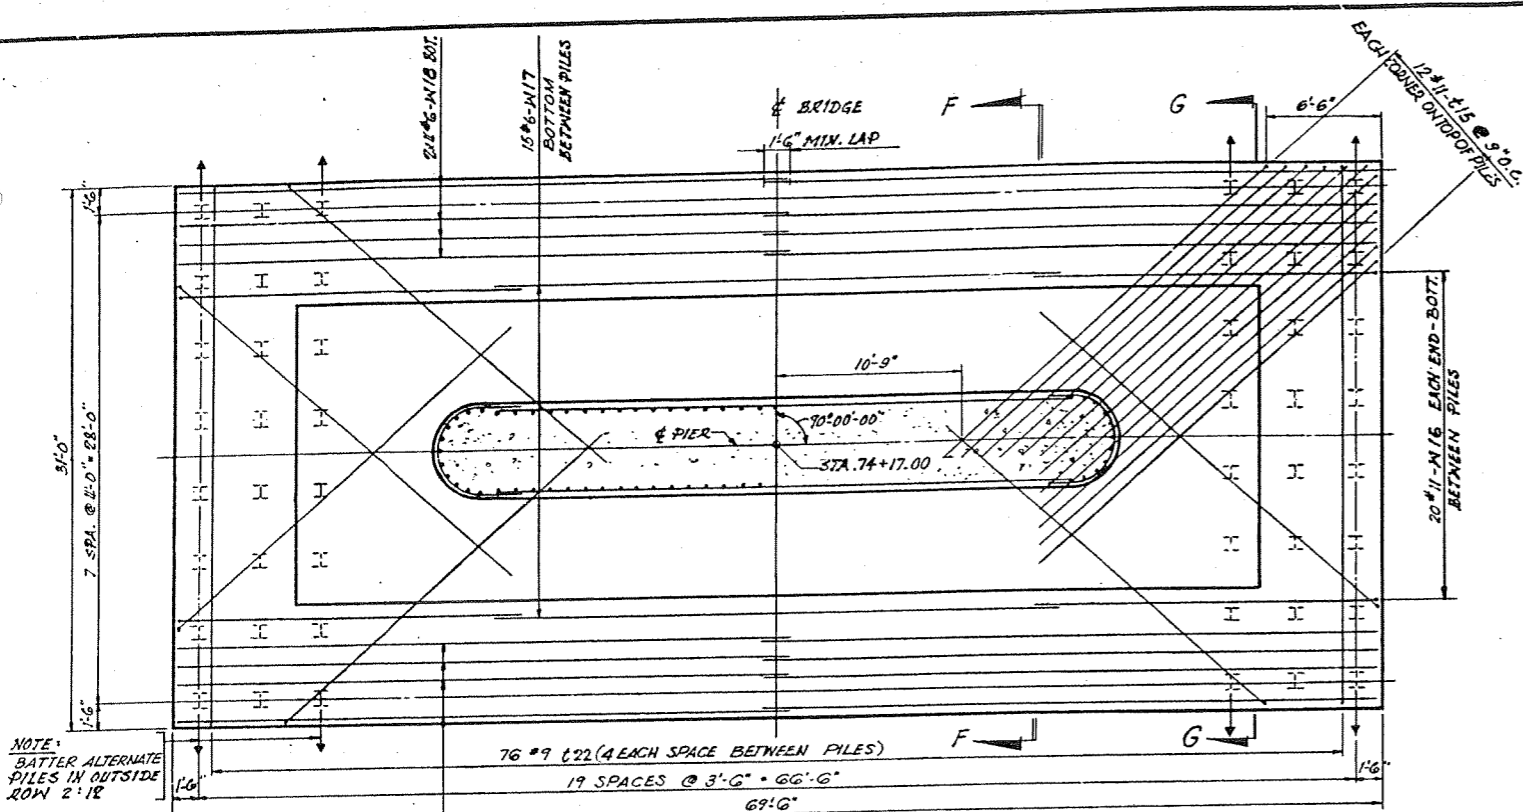 2x4#6-W18 BOT.
15#6-W17
BOTTOM
BETWEEN PILES
₵ BRIDGE
1'-6" MIN. LAP
F
G
6'-6"
12#11-t15 @ 9"O.C.
EACH CORNER ON TOP OF PILES
1'-6"
31'-0"
7 SPA. @ 4'-0" = 28'-0"
1'-6"
10'-9"
90°00'-00"
₵ PIER
STA. 74+17.00
20#11-W16 EACH END-BOTT.
BETWEEN PILES
NOTE:
BATTER ALTERNATE
PILES IN OUTSIDE
ROW 2:12
F
G
76 #9 t22 (4 EACH SPACE BETWEEN PILES)
1'-6"
19 SPACES @ 3'-6" = 66'-6"
1'-6"
69'-6"